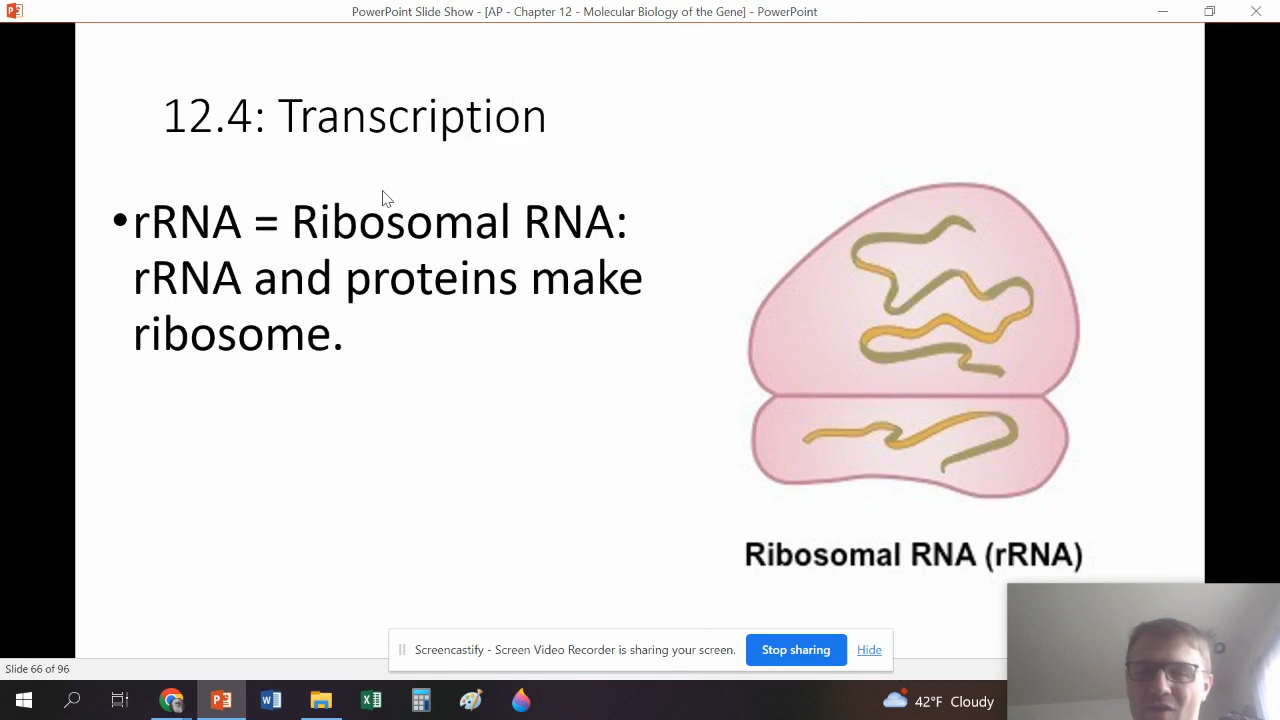 PowerPoint Slide Show - [AP - Chapter 12 - Molecular Biology of the Gene] - PowerPoint
12.4: Transcription
•rRNA = Ribosomal RNA:
rRNA and proteins make
ribosome.
Ribosomal RNA (rRNA)
Screencastify - Screen Video Recorder is sharing your screen.
Stop sharing
Hide
Slide 66 of 96
42°F Cloudy